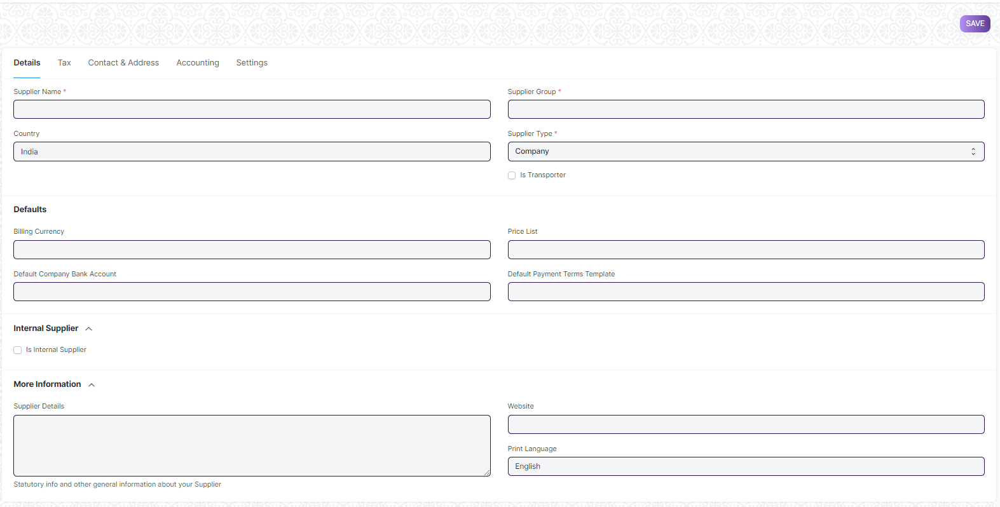 SAVE
Details Tax Contact & Address Accounting Settings
Supplier Name * Supplier Group *
Country Supplier Type *
India Company
Is Transporter
Defaults
Billing Currency Price List
Default Company Bank Account Default Payment Terms Template
Internal Supplier
Is Internal Supplier
More Information
Supplier Details Website
Print Language
English
Statutory info and other general information about your Supplier